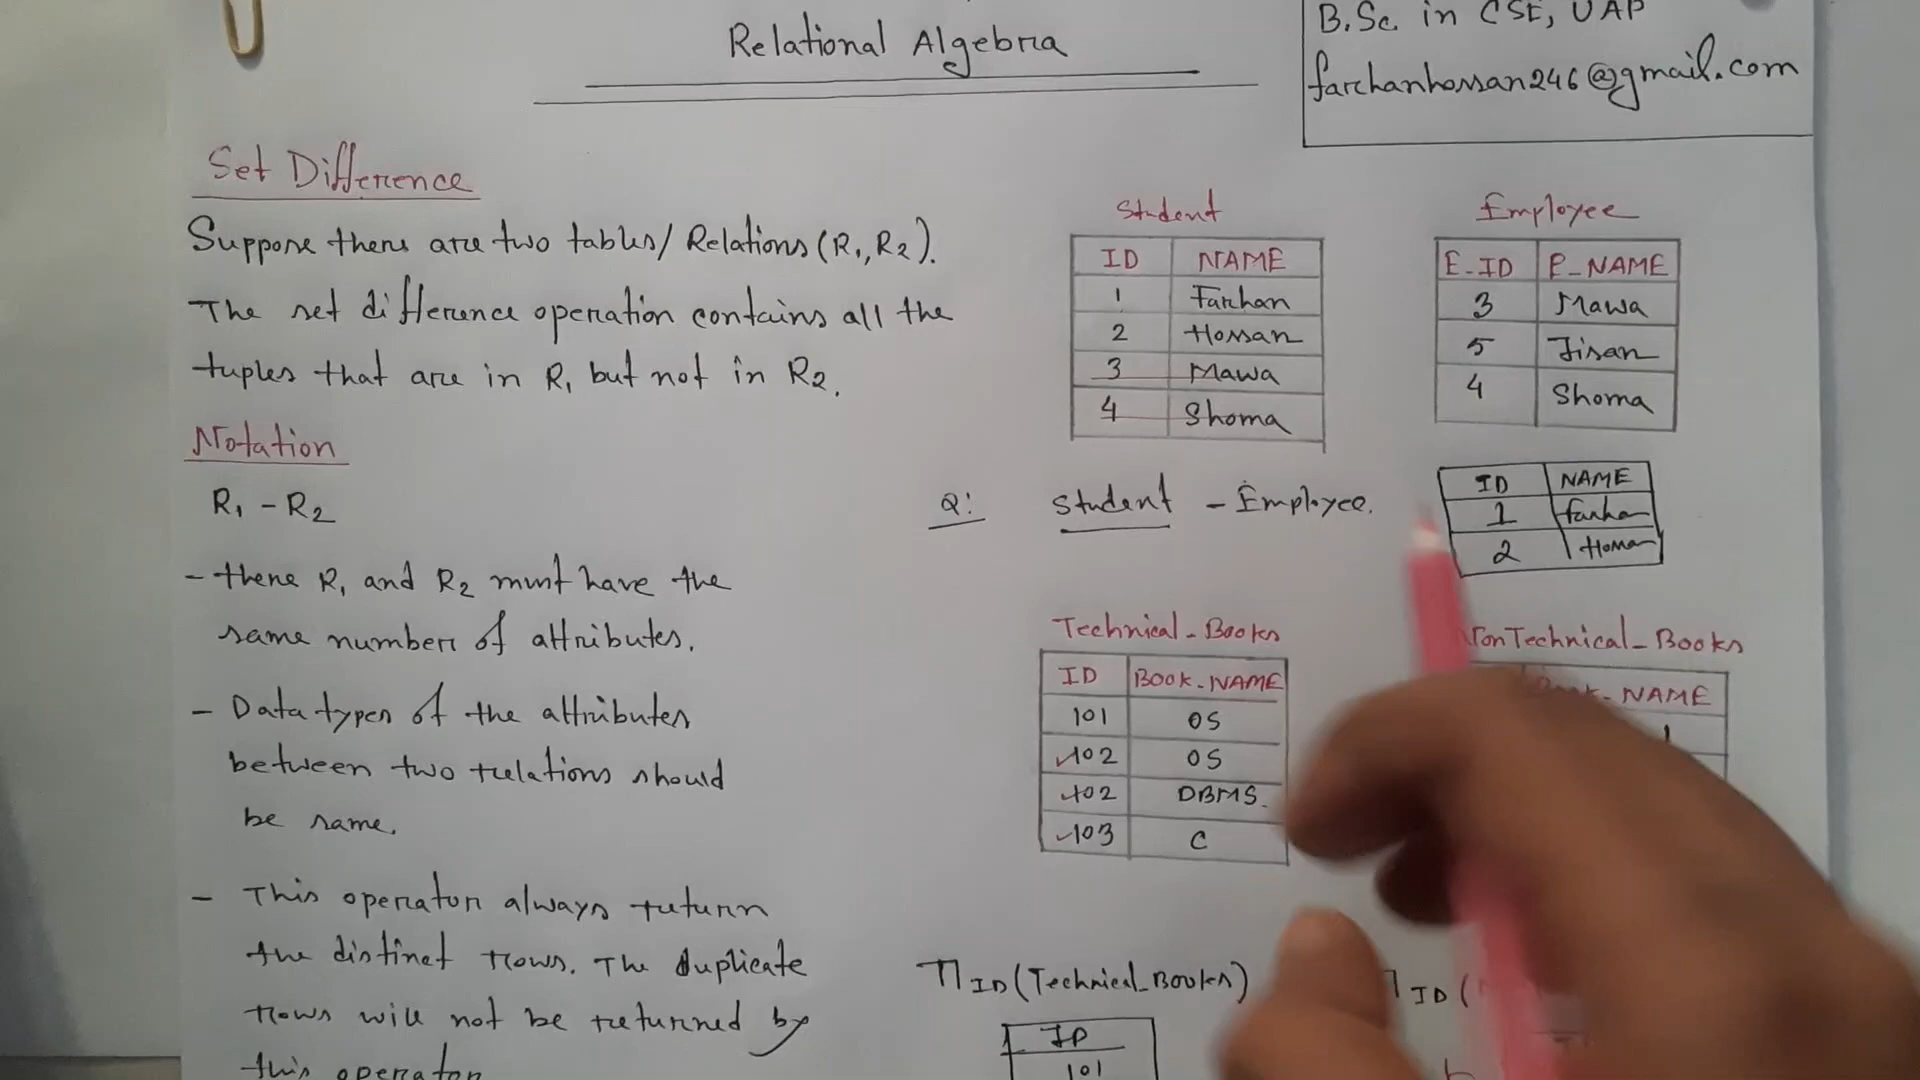 Relational Algebra
B.Sc. in CSE, UAP
farhanhossan246@gmail.com
Set Difference
Suppose there are two tables/Relations (R1, R2).
The set difference operation contains all the
tuples that are in R1 but not in R2.
Notation
R1 - R2
- there R1 and R2 must have the
same number of attributes.
- Data types of the attributes
between two relations should
be same.
- This operator always return
the distinct rows. The duplicate
rows will not be returned by
this operator
Student
ID NAME
1 Farhan
2 Hossan
3 Mawa
4 Shoma
Employee
E_ID E_NAME
3 Mawa
5 Jisan
4 Shoma
Q: Student - Employee.
ID NAME
1 Farhan
2 Hossan
Technical_Books
ID BOOK_NAME
101 OS
102 OS
102 DBMS
103 C
NonTechnical_Books
NAME
π ID (Technical_Books)
ID
101
ID (